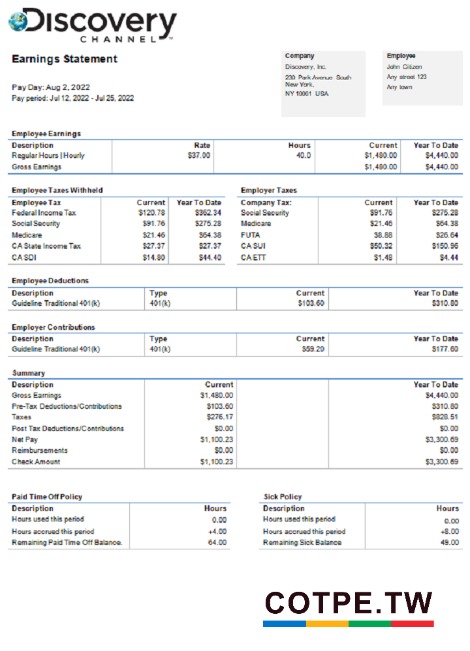 Discovery
CHANNEL
Earnings Statement
Pay Day: Aug 2, 2022
Pay period: Jul 12, 2022 - Jul 25, 2022
Company
Discovery, Inc.
230 Park Avenue South
New York,
NY 10001 USA
Employee
John Citizen
Any street 123
Any town
Employee Earnings
Description Rate Hours Current Year To Date
Regular Hours | Hourly $37.00 40.0 $1,480.00 $4,440.00
Gross Earnings $1,480.00 $4,440.00
Employee Taxes Withheld
Employee Tax Current Year To Date
Federal Income Tax $120.78 $362.34
Social Security $91.76 $275.28
Medicare $21.46 $64.38
CA State Income Tax $27.37 $27.37
CA SDI $14.80 $44.40
Employer Taxes
Company Tax: Current Year To Date
Social Security $91.76 $275.28
Medicare $21.46 $64.38
FUTA $8.88 $26.64
CA SUI $50.32 $150.96
CA ETT $1.48 $4.44
Employee Deductions
Description Type Current Year To Date
Guideline Traditional 401(k) 401(k) $103.60 $310.80
Employer Contributions
Description Type Current Year To Date
Guideline Traditional 401(k) 401(k) $59.20 $177.60
Summary
Description Current Year To Date
Gross Earnings $1,480.00 $4,440.00
Pre-Tax Deductions/Contributions $103.60 $310.80
Taxes $276.17 $828.51
Post Tax Deductions/Contributions $0.00 $0.00
Net Pay $1,100.23 $3,300.69
Reimbursements $0.00 $0.00
Check Amount $1,100.23 $3,300.69
Paid Time Off Policy
Description Hours
Hours used this period 0.00
Hours accrued this period +4.00
Remaining Paid Time Off Balance. 64.00
Sick Policy
Description Hours
Hours used this period 0.00
Hours accrued this period +8.00
Remaining Sick Balance 48.00
COTPE.TW